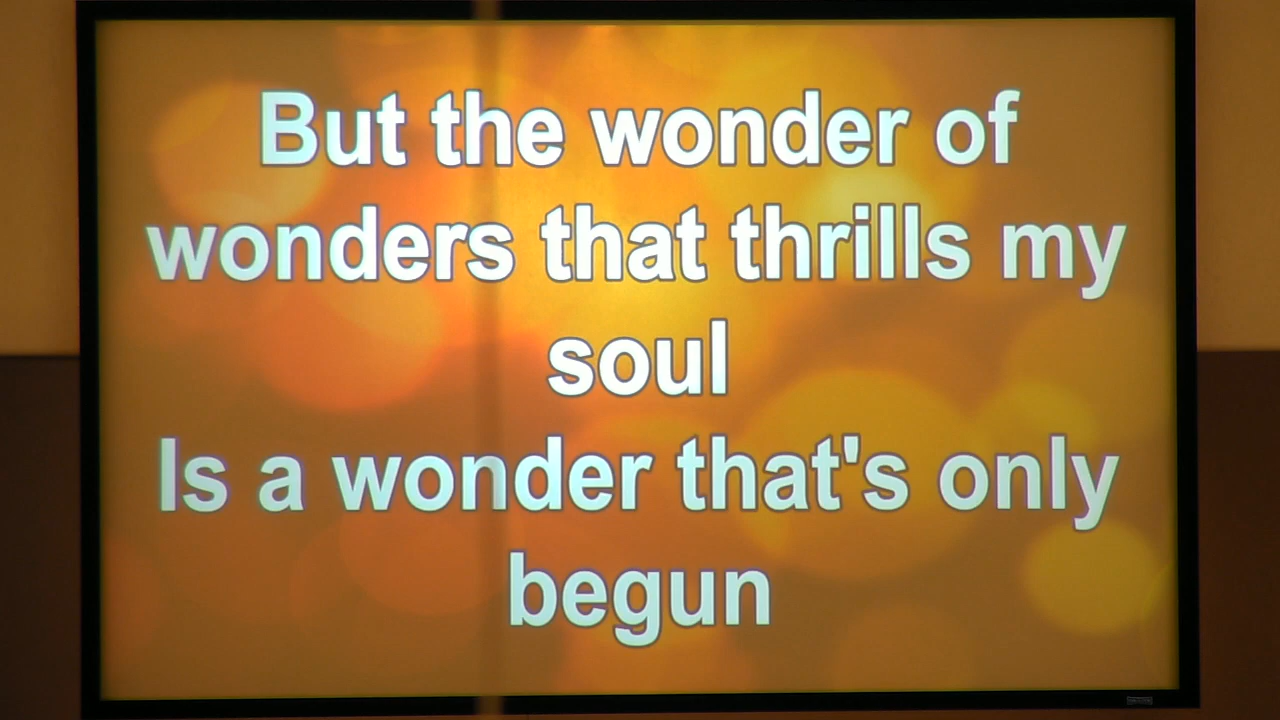 But the wonder of
wonders that thrills my
soul
Is a wonder that's only
begun